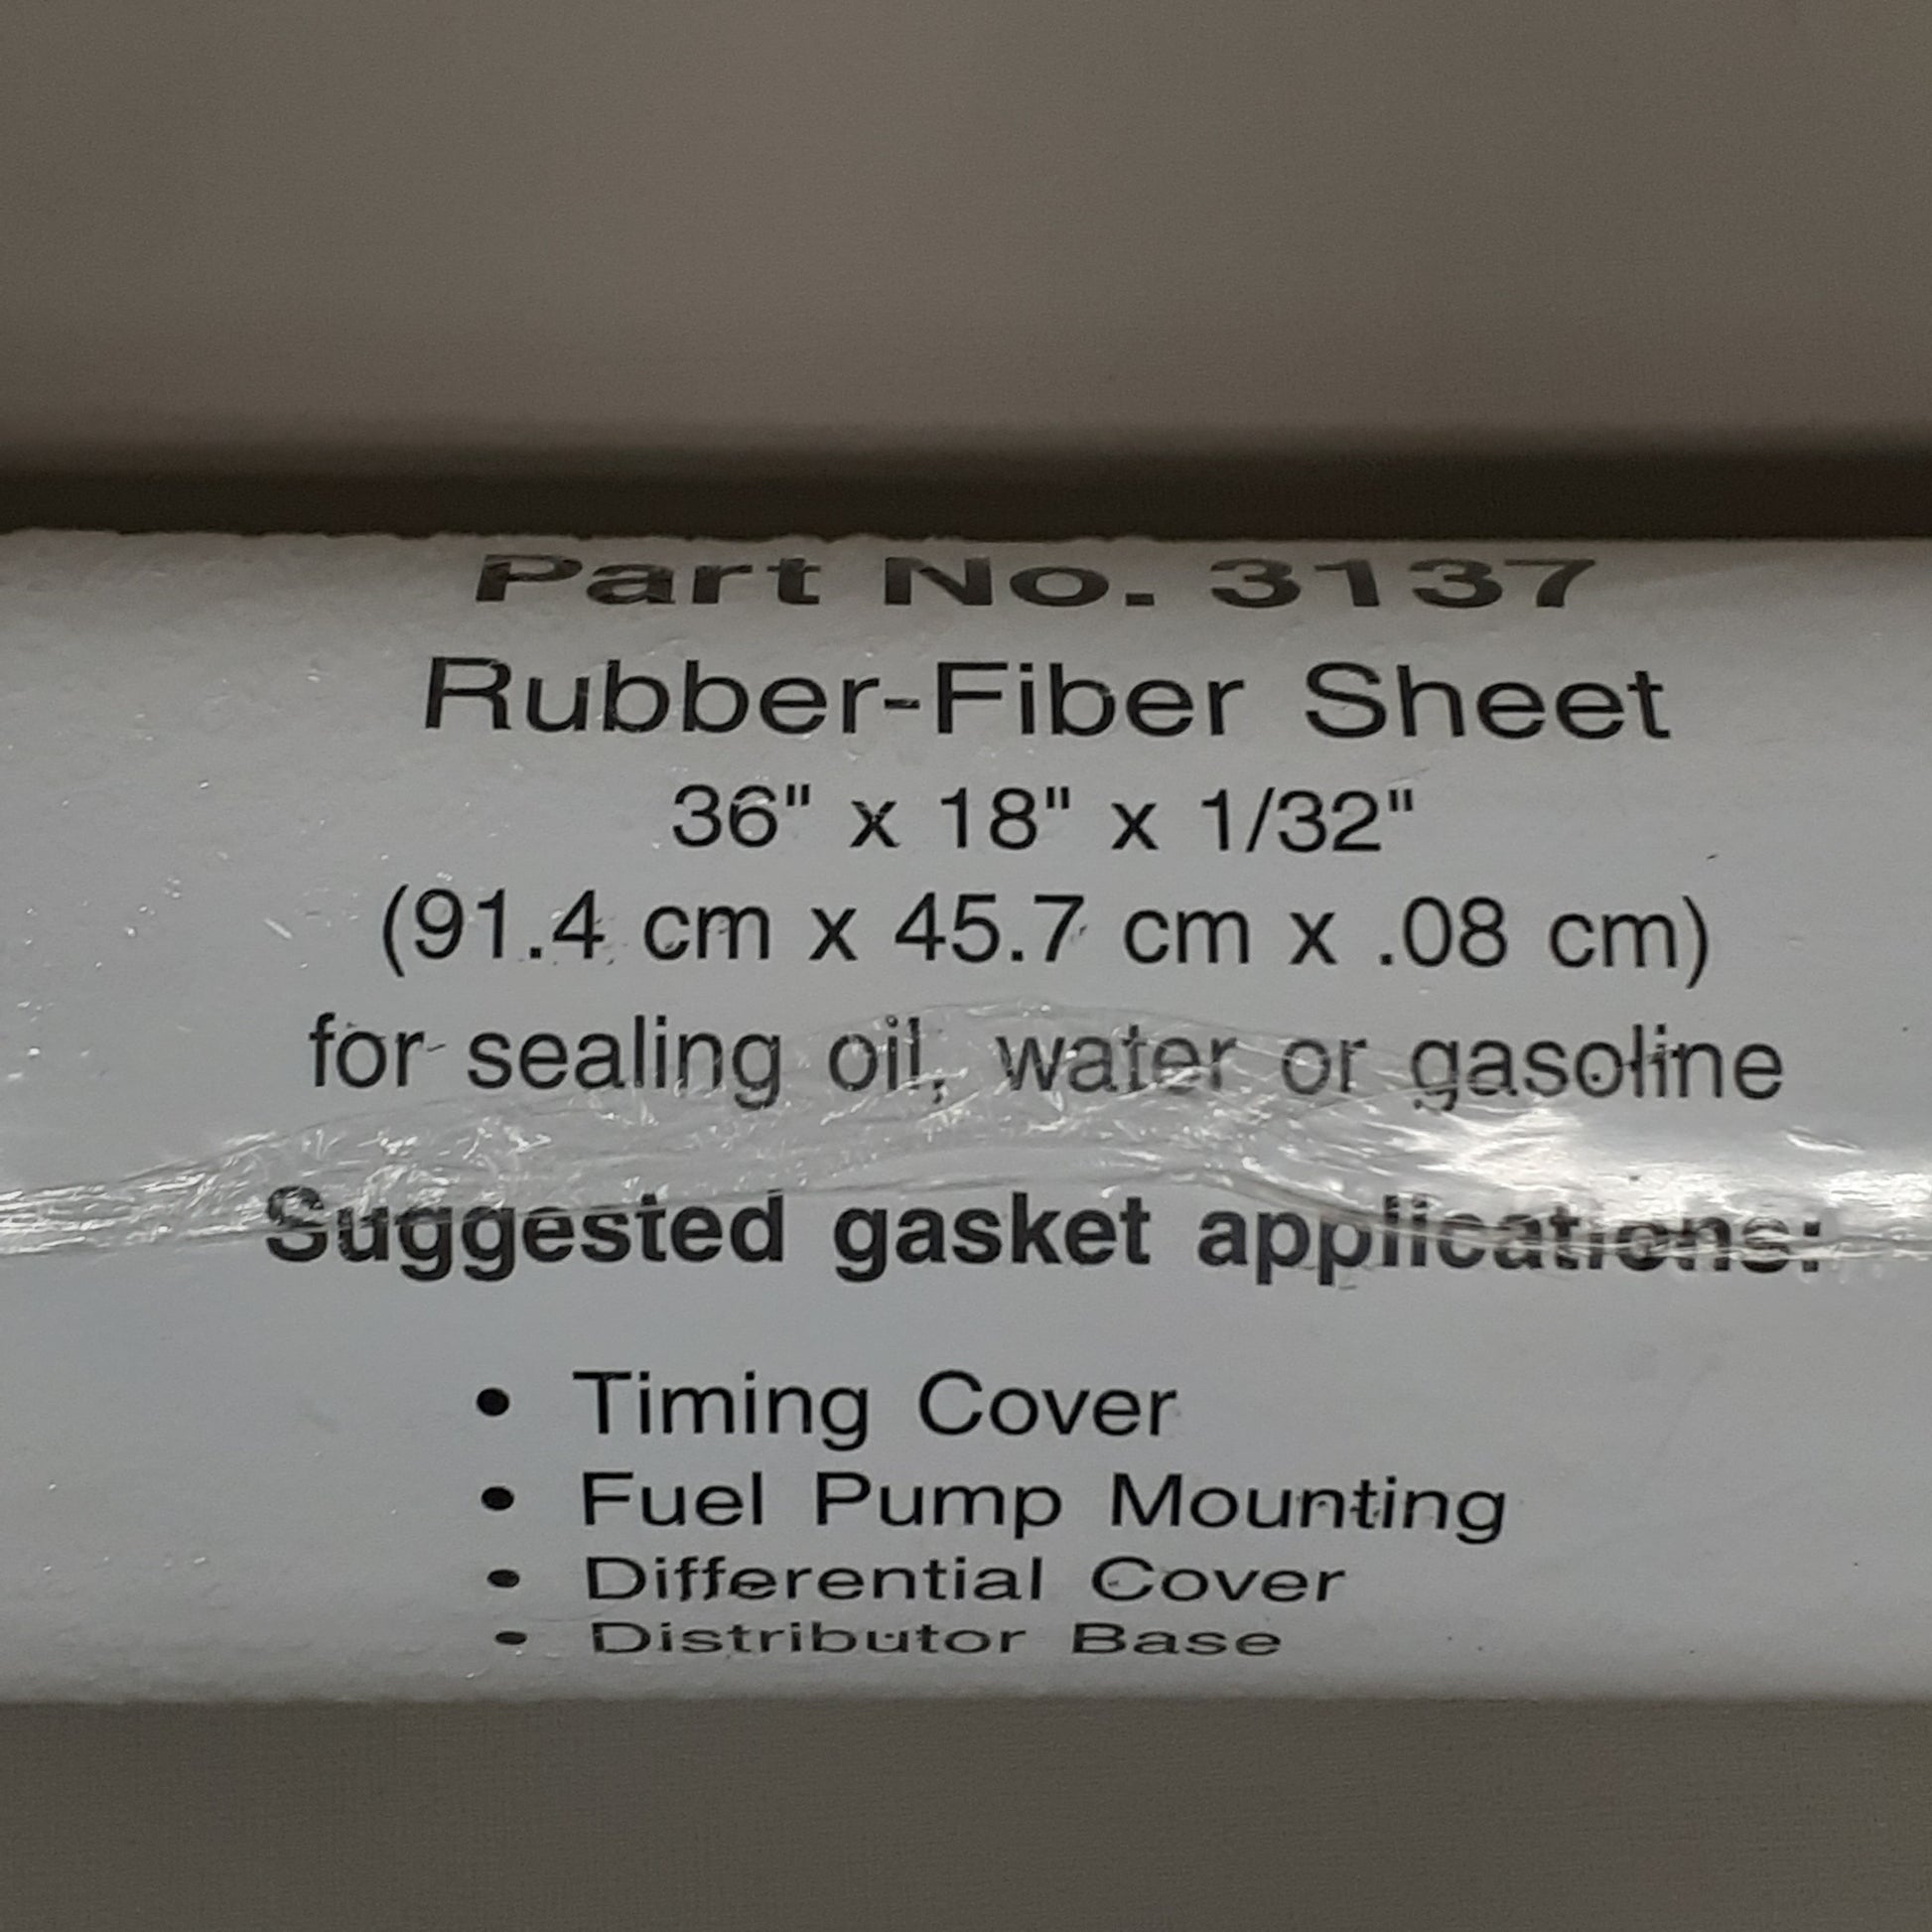 Part No. 3137
Rubber-Fiber Sheet
36" x 18" x 1/32"
(91.4 cm x 45.7 cm x .08 cm)
for sealing oil, water or gasoline
Suggested gasket applications:
• Timing Cover
• Fuel Pump Mounting
• Differential Cover
• Distributor Base